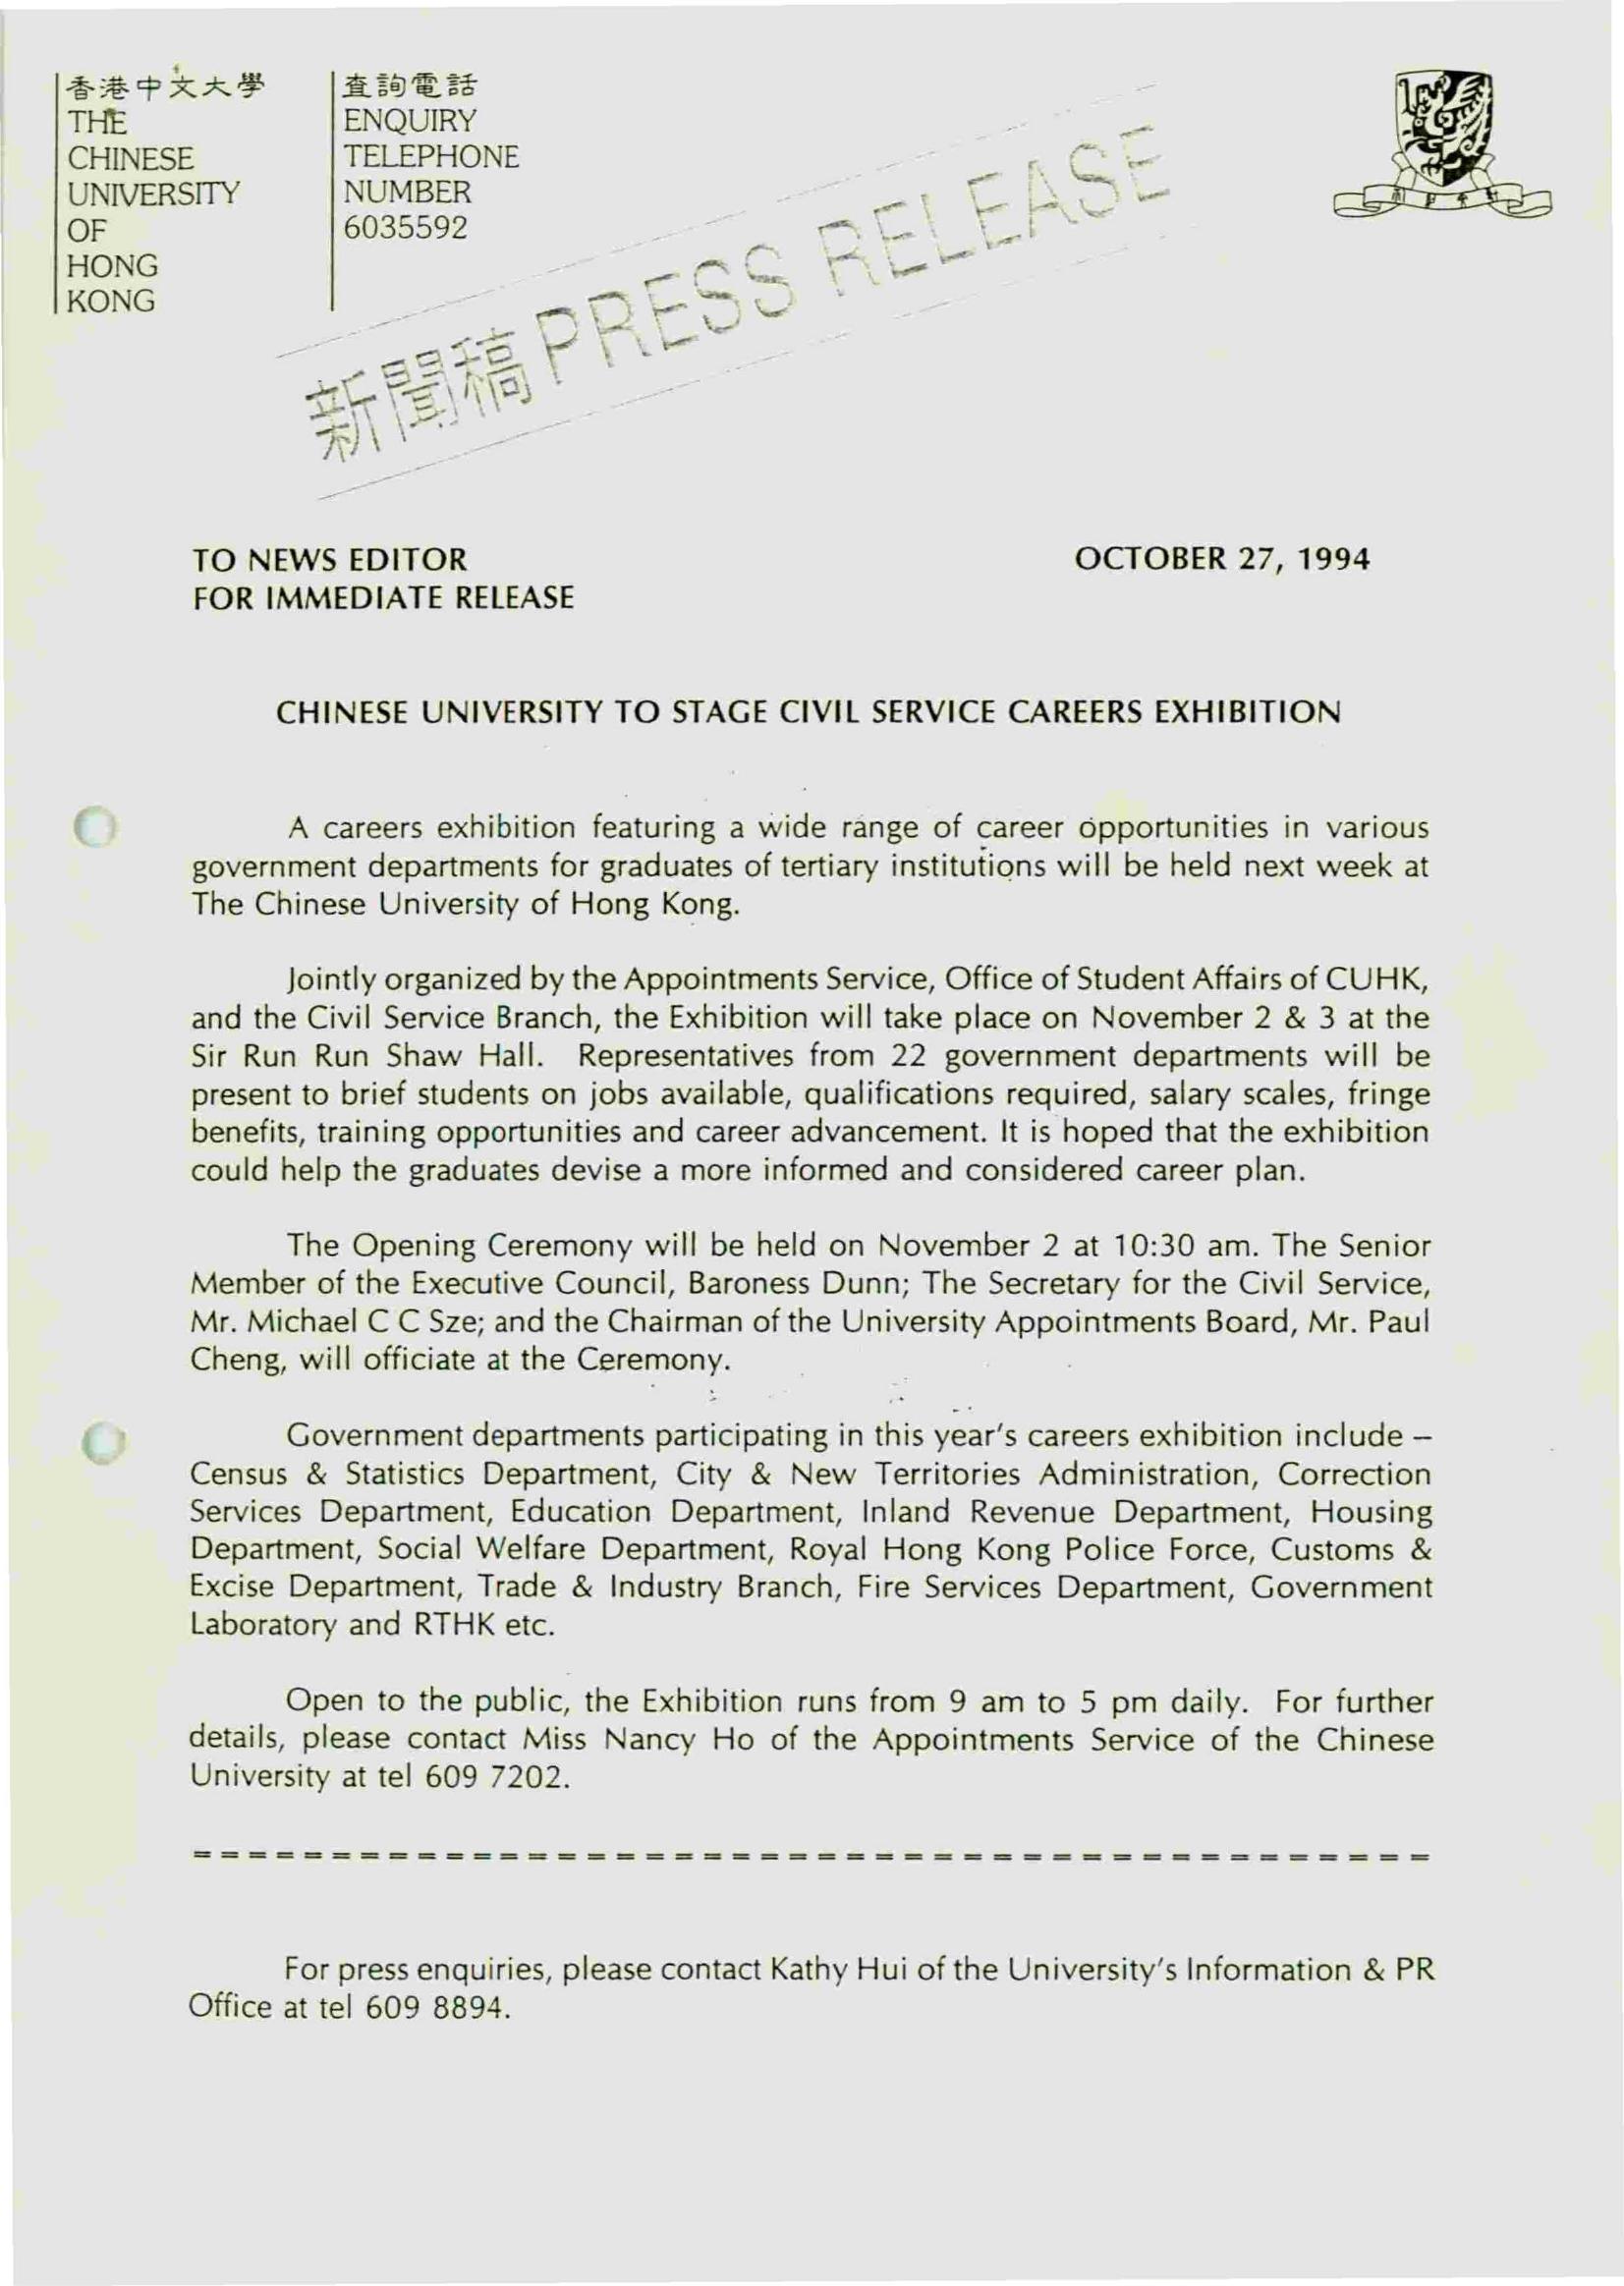 香港中文大學
THE
CHINESE
UNIVERSITY
OF
HONG
KONG
查詢電話
ENQUIRY
TELEPHONE
NUMBER
6035592
新聞稿 PRESS RELEASE
TO NEWS EDITOR
FOR IMMEDIATE RELEASE
OCTOBER 27, 1994
CHINESE UNIVERSITY TO STAGE CIVIL SERVICE CAREERS EXHIBITION
A careers exhibition featuring a wide range of career opportunities in various
government departments for graduates of tertiary institutions will be held next week at
The Chinese University of Hong Kong.
Jointly organized by the Appointments Service, Office of Student Affairs of CUHK,
and the Civil Service Branch, the Exhibition will take place on November 2 & 3 at the
Sir Run Run Shaw Hall. Representatives from 22 government departments will be
present to brief students on jobs available, qualifications required, salary scales, fringe
benefits, training opportunities and career advancement. It is hoped that the exhibition
could help the graduates devise a more informed and considered career plan.
The Opening Ceremony will be held on November 2 at 10:30 am. The Senior
Member of the Executive Council, Baroness Dunn; The Secretary for the Civil Service,
Mr. Michael C C Sze; and the Chairman of the University Appointments Board, Mr. Paul
Cheng, will officiate at the Ceremony.
Government departments participating in this year's careers exhibition include –
Census & Statistics Department, City & New Territories Administration, Correction
Services Department, Education Department, Inland Revenue Department, Housing
Department, Social Welfare Department, Royal Hong Kong Police Force, Customs &
Excise Department, Trade & Industry Branch, Fire Services Department, Government
Laboratory and RTHK etc.
Open to the public, the Exhibition runs from 9 am to 5 pm daily. For further
details, please contact Miss Nancy Ho of the Appointments Service of the Chinese
University at tel 609 7202.
For press enquiries, please contact Kathy Hui of the University's Information & PR
Office at tel 609 8894.